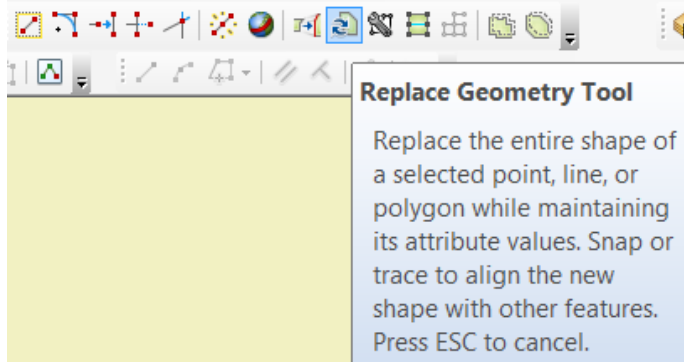 Replace Geometry Tool
Replace the entire shape of
a selected point, line, or
polygon while maintaining
its attribute values. Snap or
trace to align the new
shape with other features.
Press ESC to cancel.